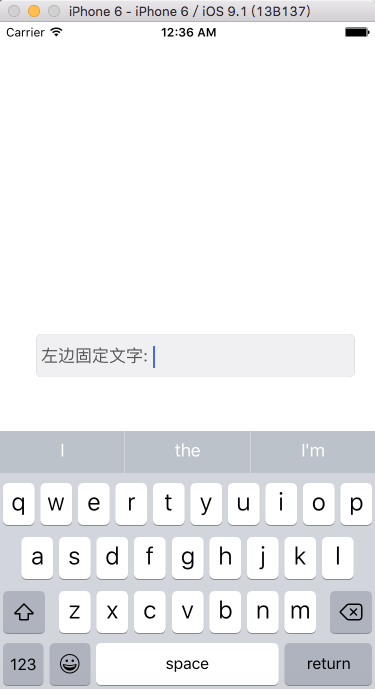 iPhone 6 - iPhone 6 / iOS 9.1 (13B137)
Carrier 12:36 AM
左边固定文字:
I the I'm
q w e r t y u i o p
a s d f g h j k l
z x c v b n m
123 space return